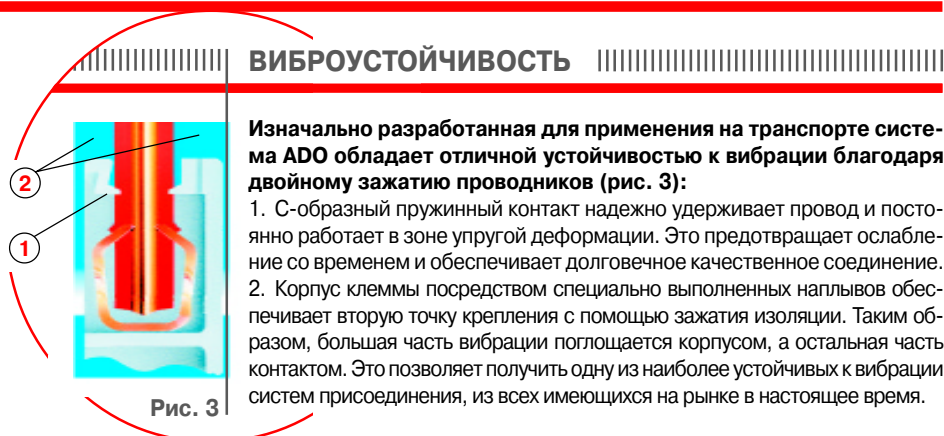 ВИБРОУСТОЙЧИВОСТЬ
Изначально разработанная для применения на транспорте систе-
ма ADO обладает отличной устойчивостью к вибрации благодаря
двойному зажатию проводников (рис. 3):
1. С-образный пружинный контакт надежно удерживает провод и посто-
янно работает в зоне упругой деформации. Это предотвращает ослабле-
ние со временем и обеспечивает долговечное качественное соединение.
2. Корпус клеммы посредством специально выполненных наплывов обес-
печивает вторую точку крепления с помощью зажатия изоляции. Таким об-
разом, большая часть вибрации поглощается корпусом, а остальная часть
контактом. Это позволяет получить одну из наиболее устойчивых к вибрации
систем присоединения, из всех имеющихся на рынке в настоящее время.
2
1
Рис. 3